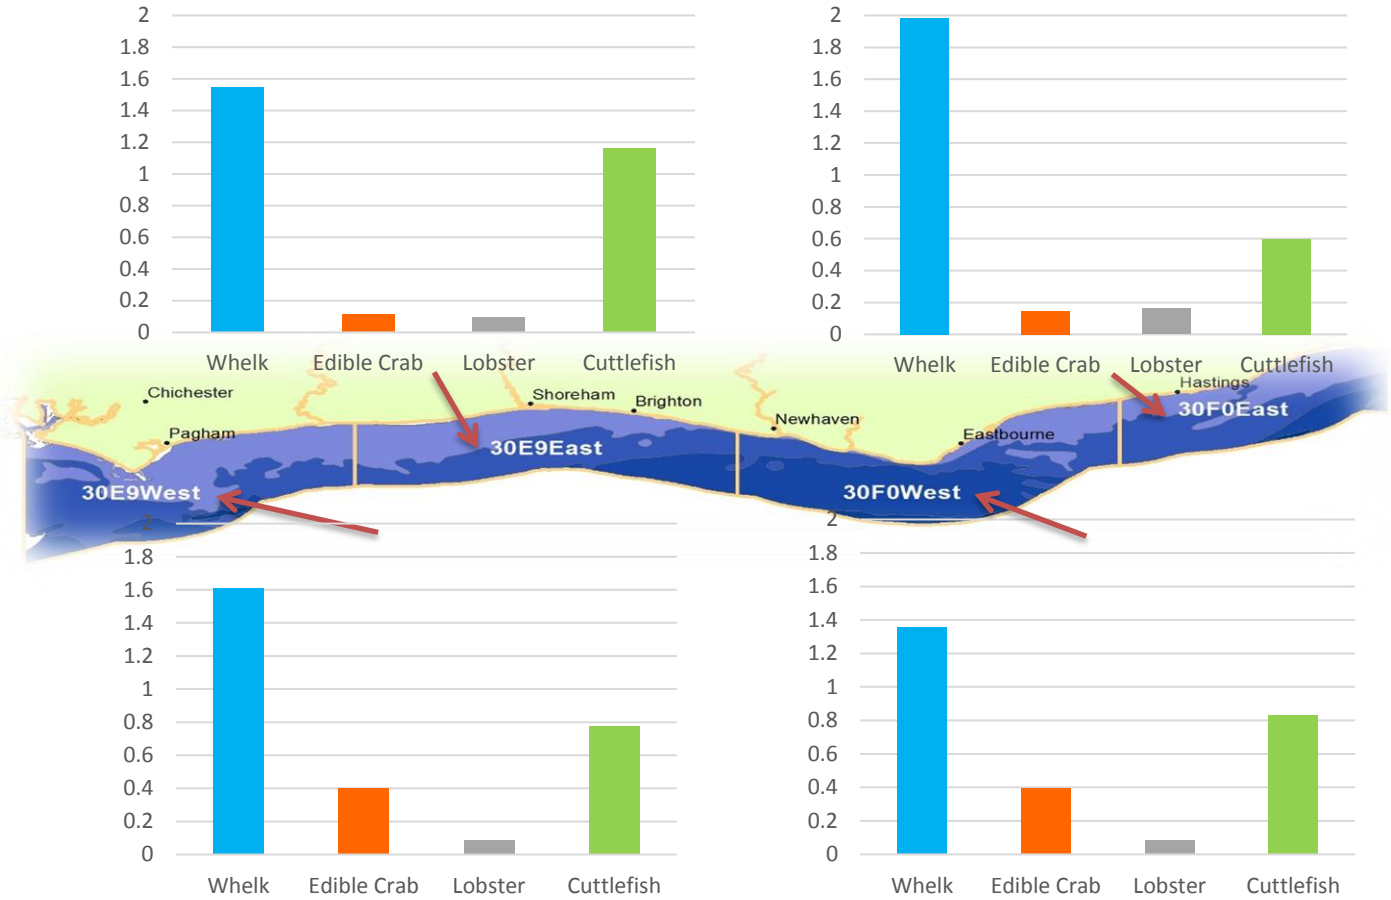 2
1.8
1.6
1.4
1.2
1
0.8
0.6
0.4
0.2
0
Whelk Edible Crab Lobster Cuttlefish
2
1.8
1.6
1.4
1.2
1
0.8
0.6
0.4
0.2
0
Whelk Edible Crab Lobster Cuttlefish
Chichester
Pagham
Shoreham
Brighton
Newhaven
Eastbourne
Hastings
30E9West
30E9East
30F0West
30F0East
2
1.8
1.6
1.4
1.2
1
0.8
0.6
0.4
0.2
0
Whelk Edible Crab Lobster Cuttlefish
2
1.8
1.6
1.4
1.2
1
0.8
0.6
0.4
0.2
0
Whelk Edible Crab Lobster Cuttlefish